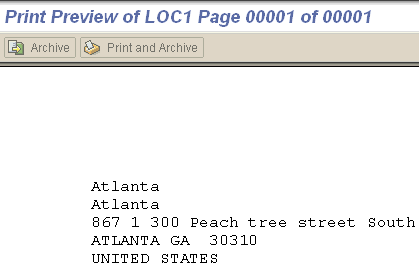 Print Preview of LOC1 Page 00001 of 00001
Archive Print and Archive
Atlanta
Atlanta
867 1 300 Peach tree street South
ATLANTA GA  30310
UNITED STATES